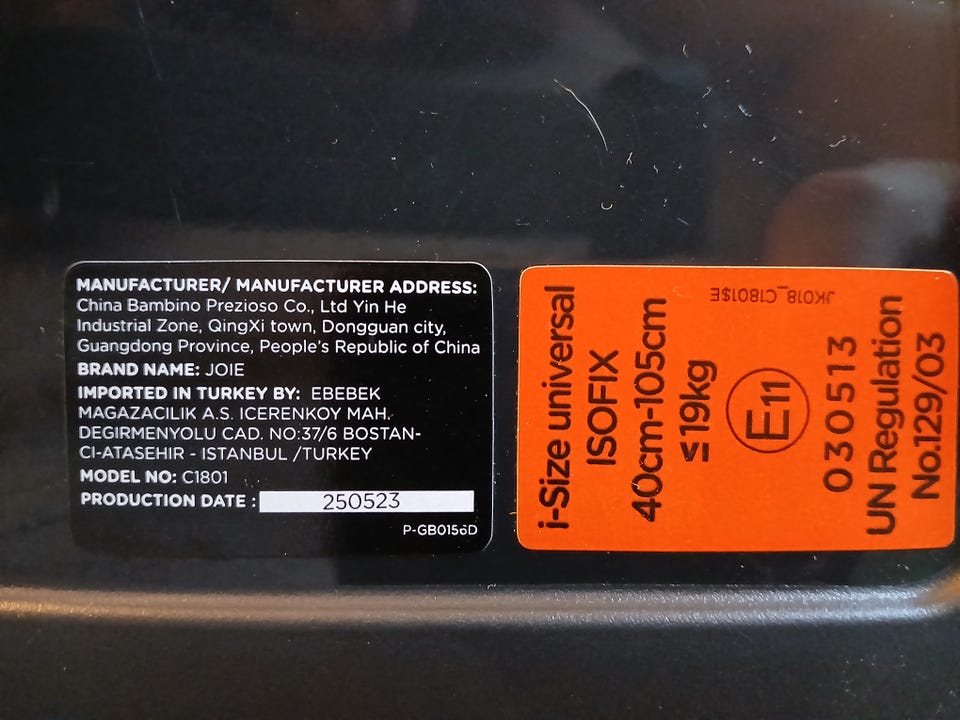 MANUFACTURER/ MANUFACTURER ADDRESS:
China Bambino Prezioso Co., Ltd Yin He
Industrial Zone, QingXi town, Dongguan city,
Guangdong Province, People's Republic of China
BRAND NAME: JOIE
IMPORTED IN TURKEY BY: EBEBEK
MAGAZACILIK A.S. ICERENKOY MAH.
DEGIRMENYOLU CAD. NO:37/6 BOSTAN-
CI-ATASEHIR - ISTANBUL /TURKEY
MODEL NO: C1801
PRODUCTION DATE : 250523
P-GB0156D
i-Size universal
ISOFIX
40cm-105cm
≤19kg
E11
030513
UN Regulation
No.129/03
JK018_C1801$E